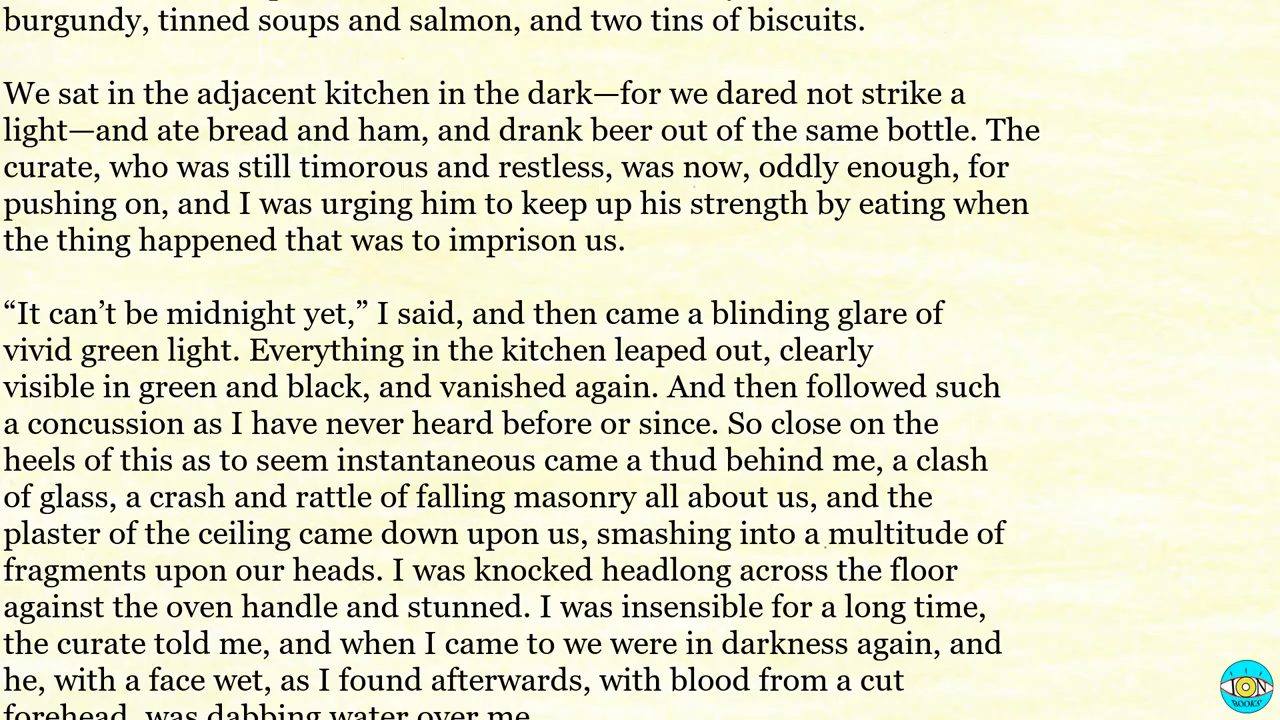 burgundy, tinned soups and salmon, and two tins of biscuits.
We sat in the adjacent kitchen in the dark—for we dared not strike a
light—and ate bread and ham, and drank beer out of the same bottle. The
curate, who was still timorous and restless, was now, oddly enough, for
pushing on, and I was urging him to keep up his strength by eating when
the thing happened that was to imprison us.
“It can’t be midnight yet,” I said, and then came a blinding glare of
vivid green light. Everything in the kitchen leaped out, clearly
visible in green and black, and vanished again. And then followed such
a concussion as I have never heard before or since. So close on the
heels of this as to seem instantaneous came a thud behind me, a clash
of glass, a crash and rattle of falling masonry all about us, and the
plaster of the ceiling came down upon us, smashing into a multitude of
fragments upon our heads. I was knocked headlong across the floor
against the oven handle and stunned. I was insensible for a long time,
the curate told me, and when I came to we were in darkness again, and
he, with a face wet, as I found afterwards, with blood from a cut
forehead, was dabbing water over me.
ION
BOOKS